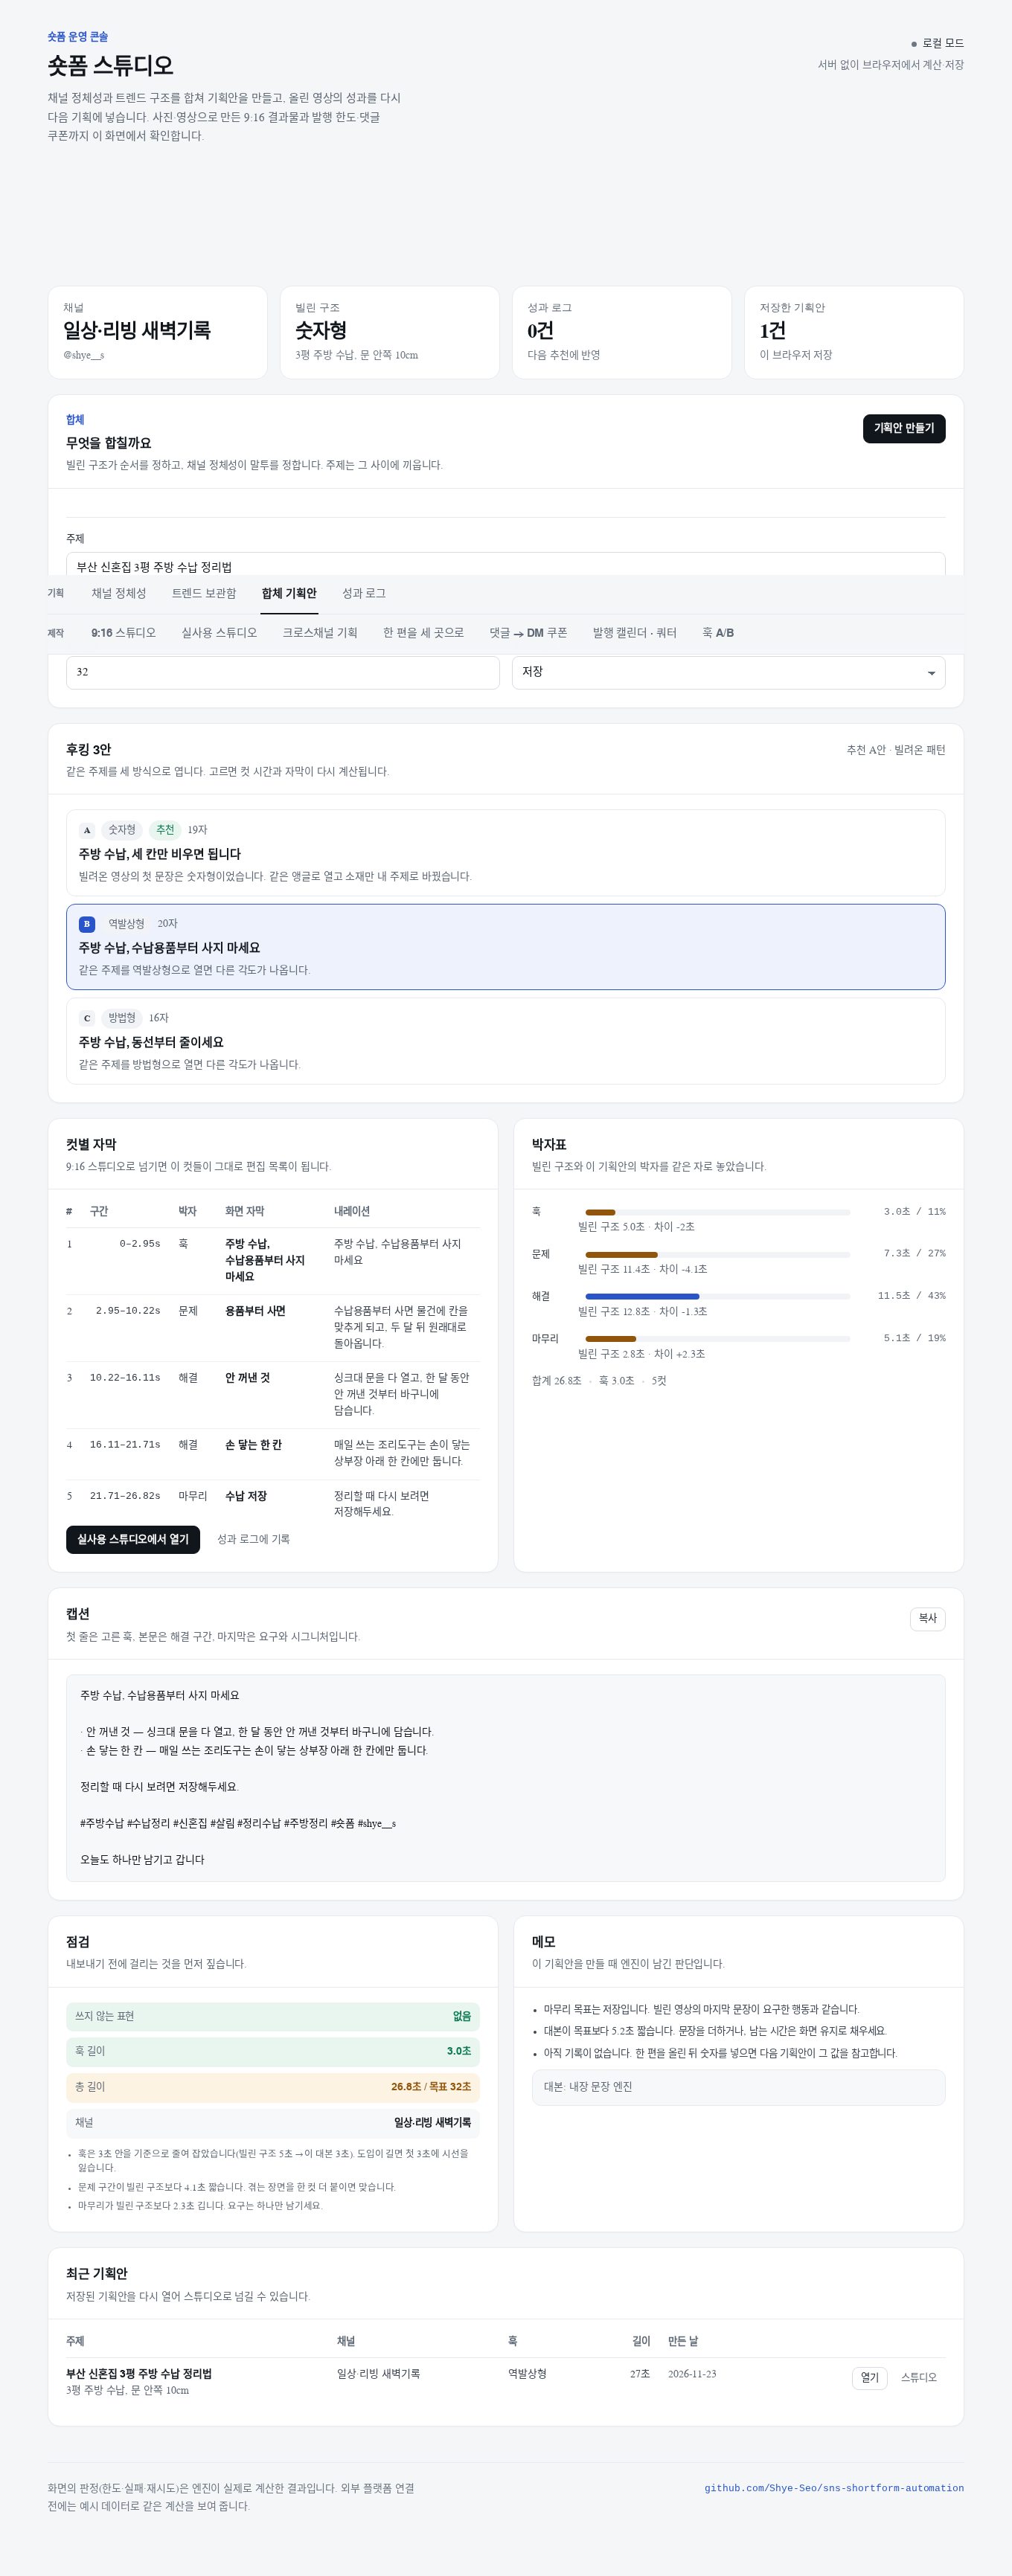 숏폼 운영 콘솔
숏폼 스튜디오
채널 정체성과 트렌드 구조를 합쳐 기획안을 만들고, 올린 영상의 성과를 다시
다음 기획에 넣습니다. 사진·영상으로 만든 9:16 결과물과 발행 한도·댓글
쿠폰까지 이 화면에서 확인합니다.
로컬 모드
서버 없이 브라우저에서 계산·저장
채널
일상·리빙 새벽기록
@shye__s
빌린 구조
숫자형
3평 주방 수납, 문 안쪽 10cm
성과 로그
0건
다음 추천에 반영
저장한 기획안
1건
이 브라우저 저장
합체
무엇을 합칠까요
빌린 구조가 순서를 정하고, 채널 정체성이 말투를 정합니다. 주제는 그 사이에 끼웁니다.
기획안 만들기
주제
부산 신혼집 3평 주방 수납 정리법
기획 채널 정체성 트렌드 보관함 합체 기획안 성과 로그
제작 9:16 스튜디오 실사용 스튜디오 크로스채널 기획 한 편을 세 곳으로 댓글 → DM 쿠폰 발행 캘린더 · 쿼터 훅 A/B
32
저장
후킹 3안
같은 주제를 세 방식으로 엽니다. 고르면 컷 시간과 자막이 다시 계산됩니다.
추천 A안 · 빌려온 패턴
A 숫자형 추천 19자
주방 수납, 세 칸만 비우면 됩니다
빌려온 영상의 첫 문장은 숫자형이었습니다. 같은 앵글로 열고 소재만 내 주제로 바꿨습니다.
B 역발상형 20자
주방 수납, 수납용품부터 사지 마세요
같은 주제를 역발상형으로 열면 다른 각도가 나옵니다.
C 방법형 16자
주방 수납, 동선부터 줄이세요
같은 주제를 방법형으로 열면 다른 각도가 나옵니다.
컷별 자막
9:16 스튜디오로 넘기면 이 컷들이 그대로 편집 목록이 됩니다.
# 구간 박자 화면 자막 내레이션
1 0–2.95s 훅 주방 수납, 수납용품부터 사지 마세요 주방 수납, 수납용품부터 사지 마세요
2 2.95–10.22s 문제 용품부터 사면 수납용품부터 사면 물건에 칸을 맞추게 되고, 두 달 뒤 원래대로 돌아옵니다.
3 10.22–16.11s 해결 안 꺼낸 것 싱크대 문을 다 열고, 한 달 동안 안 꺼낸 것부터 바구니에 담습니다.
4 16.11–21.71s 해결 손 닿는 한 칸 매일 쓰는 조리도구는 손이 닿는 상부장 아래 한 칸에만 둡니다.
5 21.71–26.82s 마무리 수납 저장 정리할 때 다시 보려면 저장해두세요.
실사용 스튜디오에서 열기 성과 로그에 기록
박자표
빌린 구조와 이 기획안의 박자를 같은 자로 놓았습니다.
훅 3.0초 / 11%
빌린 구조 5.0초 · 차이 -2초
문제 7.3초 / 27%
빌린 구조 11.4초 · 차이 -4.1초
해결 11.5초 / 43%
빌린 구조 12.8초 · 차이 -1.3초
마무리 5.1초 / 19%
빌린 구조 2.8초 · 차이 +2.3초
합계 26.8초 · 훅 3.0초 · 5컷
캡션
첫 줄은 고른 훅, 본문은 해결 구간, 마지막은 요구와 시그니처입니다.
복사
주방 수납, 수납용품부터 사지 마세요
· 안 꺼낸 것 — 싱크대 문을 다 열고, 한 달 동안 안 꺼낸 것부터 바구니에 담습니다.
· 손 닿는 한 칸 — 매일 쓰는 조리도구는 손이 닿는 상부장 아래 한 칸에만 둡니다.
정리할 때 다시 보려면 저장해두세요.
#주방수납 #수납정리 #신혼집 #살림 #정리수납 #주방정리 #숏폼 #shye__s
오늘도 하나만 남기고 갑니다
점검
내보내기 전에 걸리는 것을 먼저 짚습니다.
쓰지 않는 표현 없음
훅 길이 3.0초
총 길이 26.8초 / 목표 32초
채널 일상·리빙 새벽기록
• 훅은 3초 안을 기준으로 줄여 잡았습니다(빌린 구조 5초 → 이 대본 3초). 도입이 길면 첫 3초에 시선을
잃습니다.
• 문제 구간이 빌린 구조보다 4.1초 짧습니다. 겪는 장면을 한 컷 더 붙이면 맞습니다.
• 마무리가 빌린 구조보다 2.3초 깁니다. 요구는 하나만 남기세요.
메모
이 기획안을 만들 때 엔진이 남긴 판단입니다.
• 마무리 목표는 저장입니다. 빌린 영상의 마지막 문장이 요구한 행동과 같습니다.
• 대본이 목표보다 5.2초 짧습니다. 문장을 더하거나, 남는 시간은 화면 유지로 채우세요.
• 아직 기록이 없습니다. 한 편을 올린 뒤 숫자를 넣으면 다음 기획안이 그 값을 참고합니다.
대본: 내장 문장 엔진
최근 기획안
저장된 기획안을 다시 열어 스튜디오로 넘길 수 있습니다.
주제 채널 훅 길이 만든 날
부산 신혼집 3평 주방 수납 정리법 일상·리빙 새벽기록 역발상형 27초 2026-11-23 열기 스튜디오
3평 주방 수납, 문 안쪽 10cm
화면의 판정(한도·실패·재시도)은 엔진이 실제로 계산한 결과입니다. 외부 플랫폼 연결
전에는 예시 데이터로 같은 계산을 보여 줍니다.
github.com/Shye-Seo/sns-shortform-automation